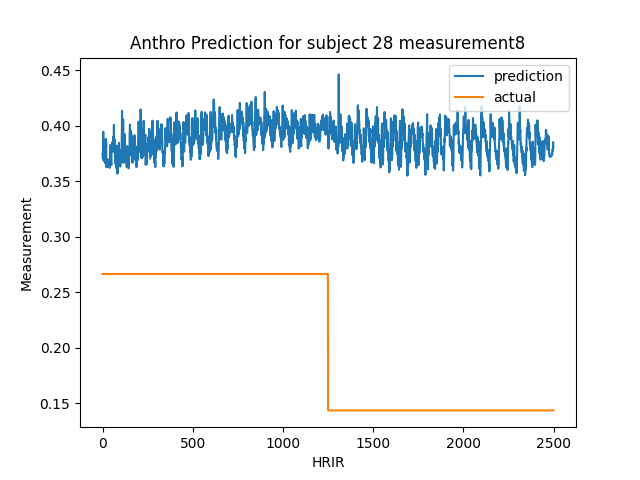 Anthro Prediction for subject 28 measurement8
prediction
actual
Measurement
0.45
0.40
0.35
0.30
0.25
0.20
0.15
0 500 1000 1500 2000 2500
HRIR